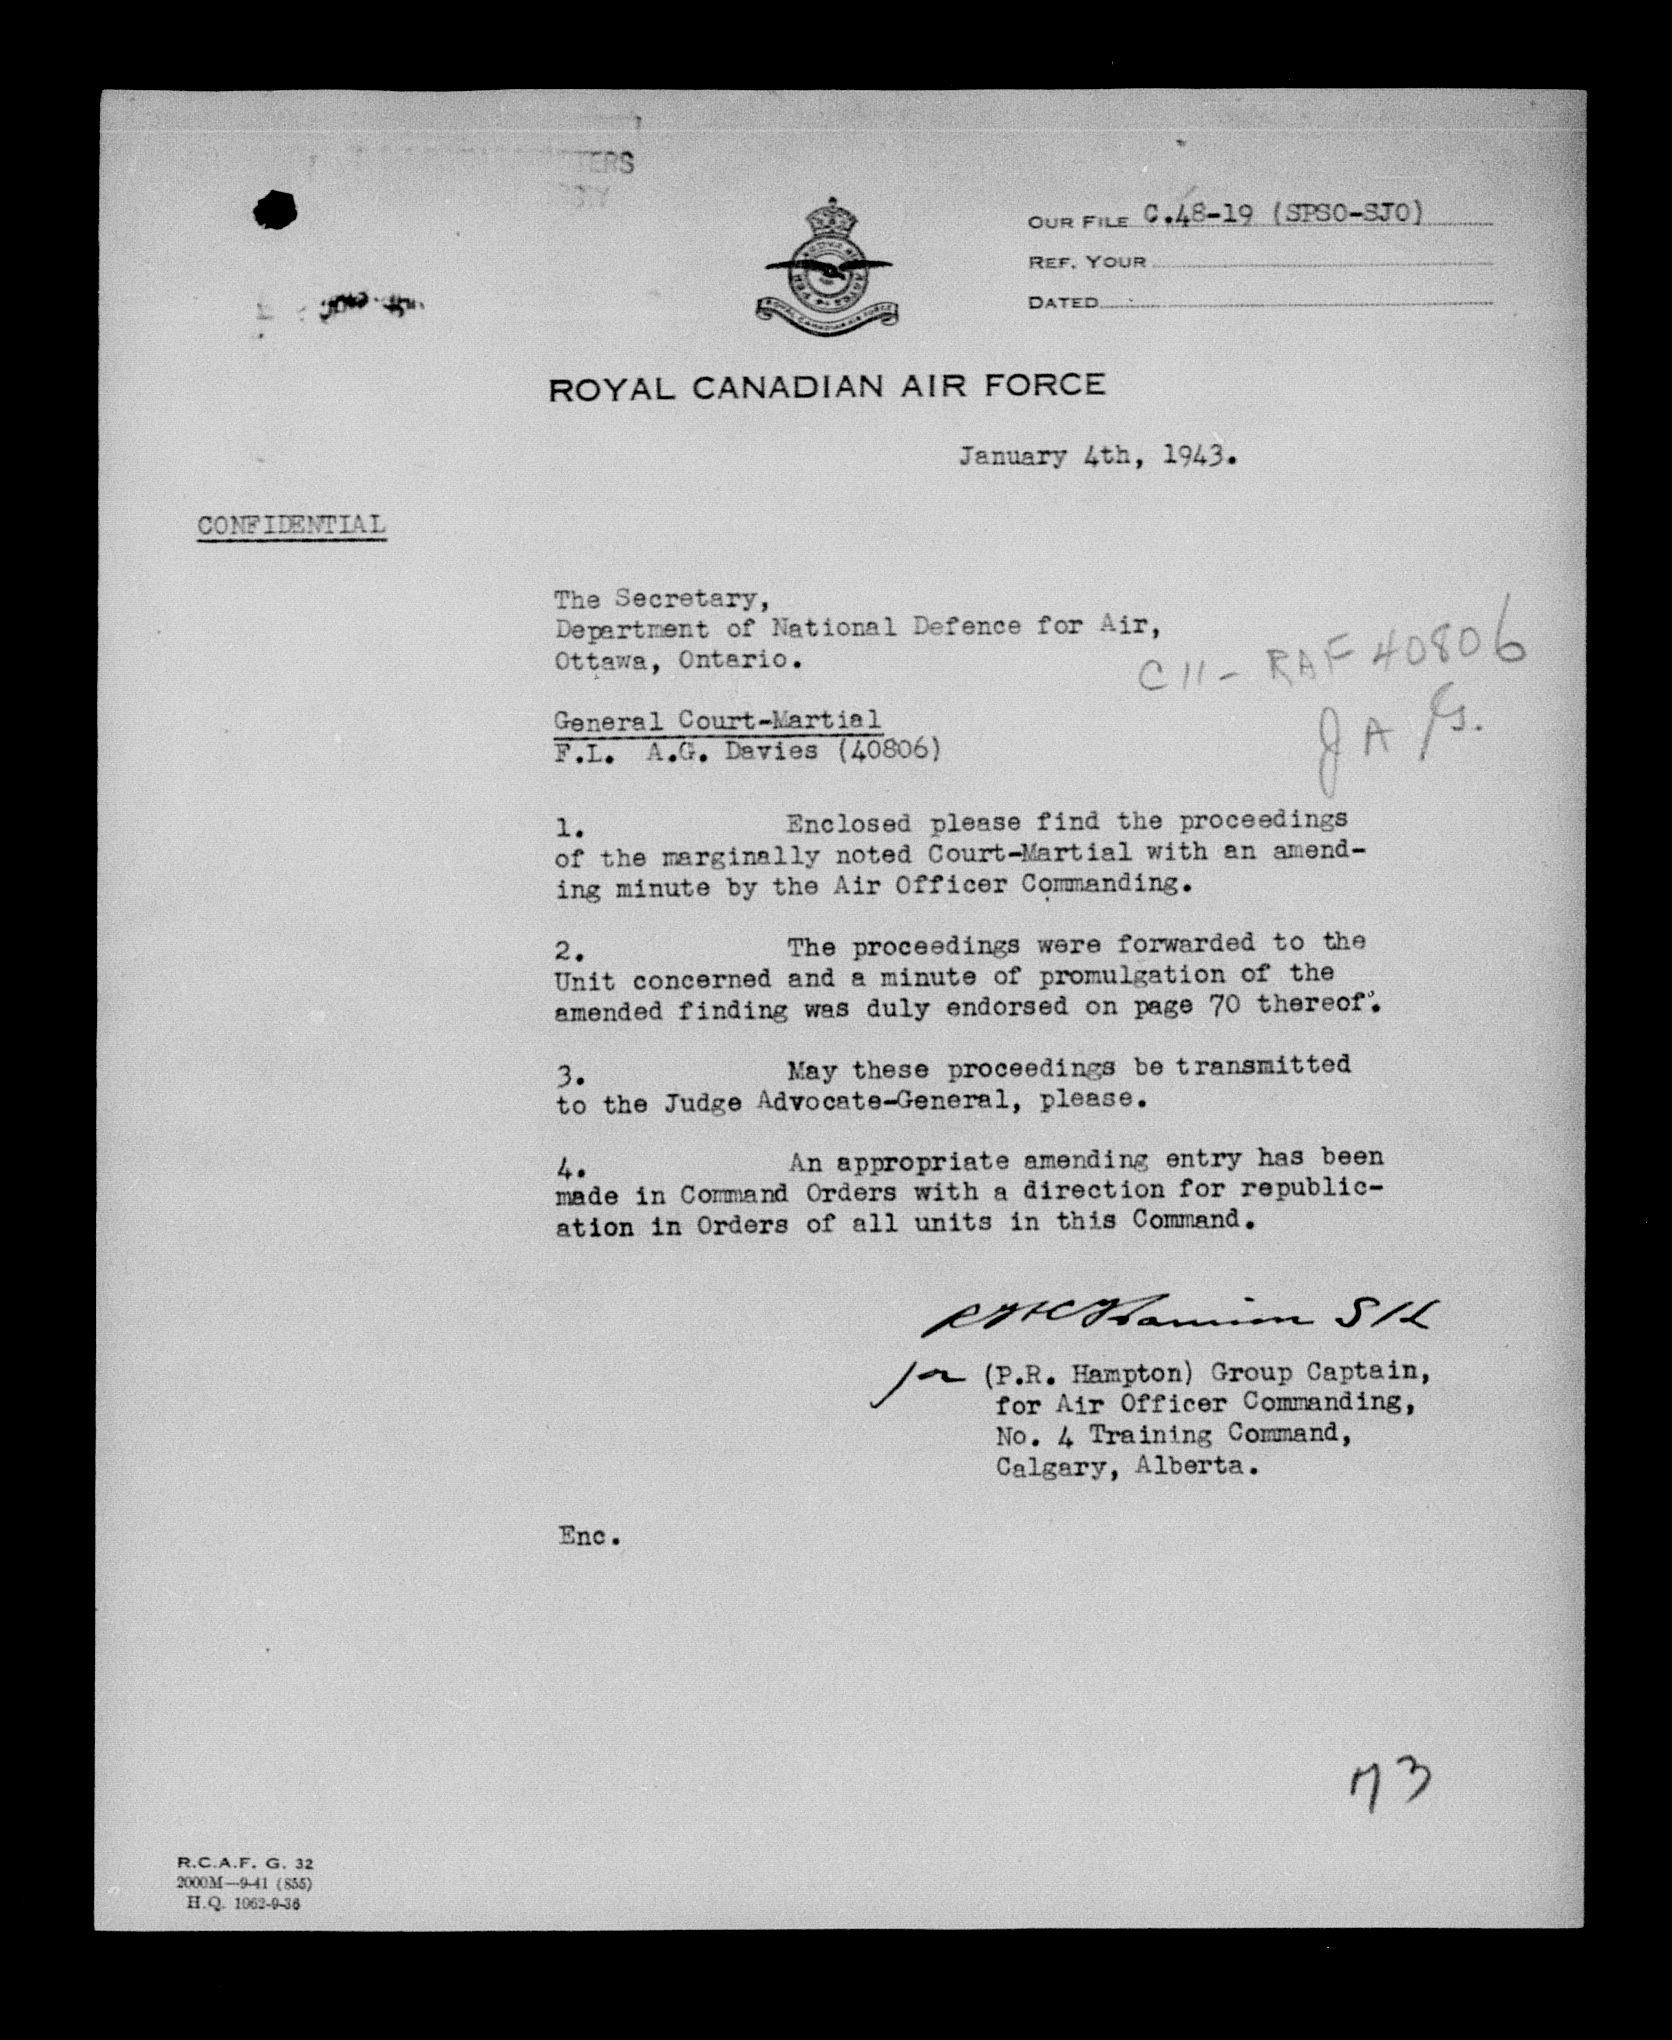 TERS
OUR FILE C.48-19 (SPSO-SJO)
REF. YOUR
DATED
ROYAL CANADIAN AIR FORCE
ROYAL CANADIAN AIR FORCE
January 4th, 1943.
CONFIDENTIAL
The Secretary,
Department of National Defence for Air,
Ottawa, Ontario.
C11- RAF 40806
J A G.
General Court-Martial
F.L. A.G. Davies (40806)
1. Enclosed please find the proceedings
of the marginally noted Court-Martial with an amend-
ing minute by the Air Officer Commanding.
2. The proceedings were forwarded to the
Unit concerned and a minute of promulgation of the
amended finding was duly endorsed on page 70 thereof.
3. May these proceedings be transmitted
to the Judge Advocate-General, please.
4. An appropriate amending entry has been
made in Command Orders with a direction for republic-
ation in Orders of all units in this Command.
S/L
for (P.R. Hampton) Group Captain,
for Air Officer Commanding,
No. 4 Training Command,
Calgary, Alberta.
Enc.
73
R.C.A.F. G. 32
2000M—9-41 (855)
H.Q. 1062-9-36